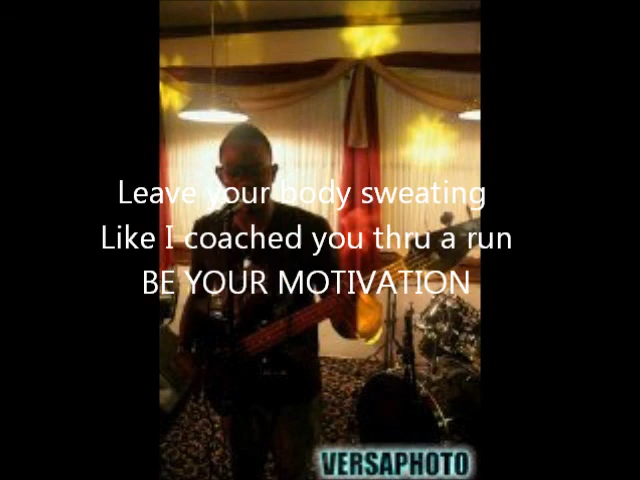 Leave your body sweating
Like I coached you thru a run
BE YOUR MOTIVATION
VERSAPHOTO